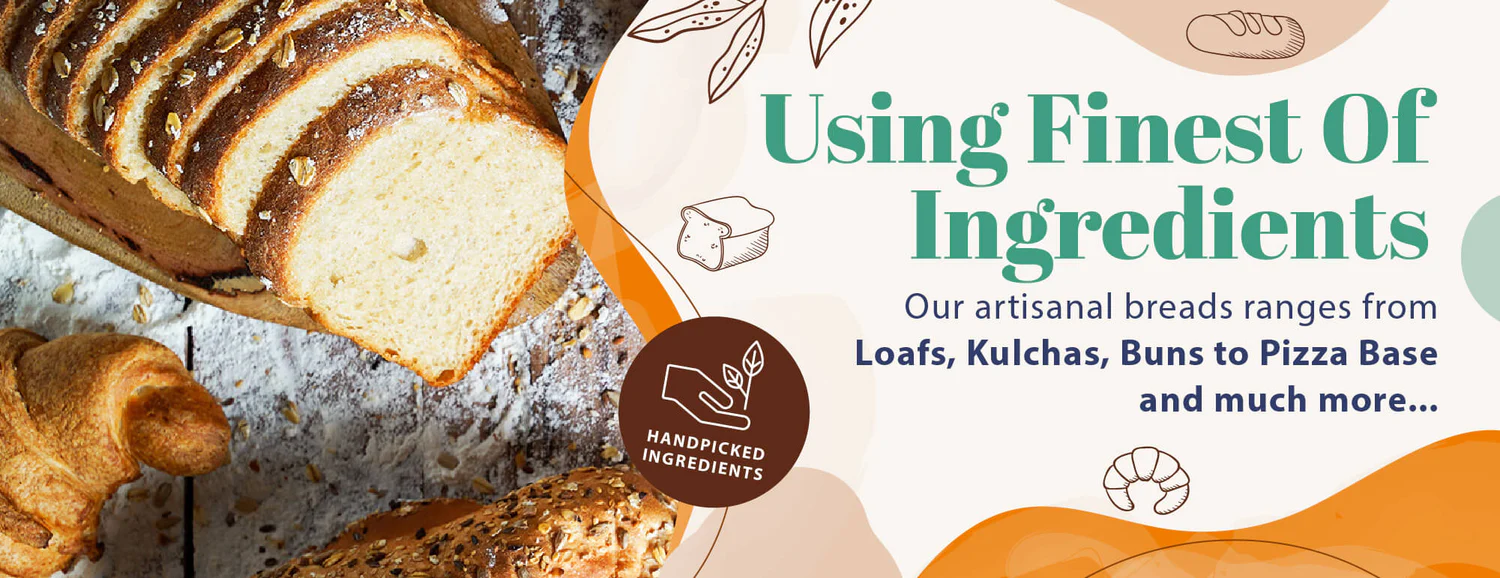 Using Finest Of
Ingredients
Our artisanal breads ranges from
Loafs, Kulchas, Buns to Pizza Base
and much more...
HANDPICKED
INGREDIENTS